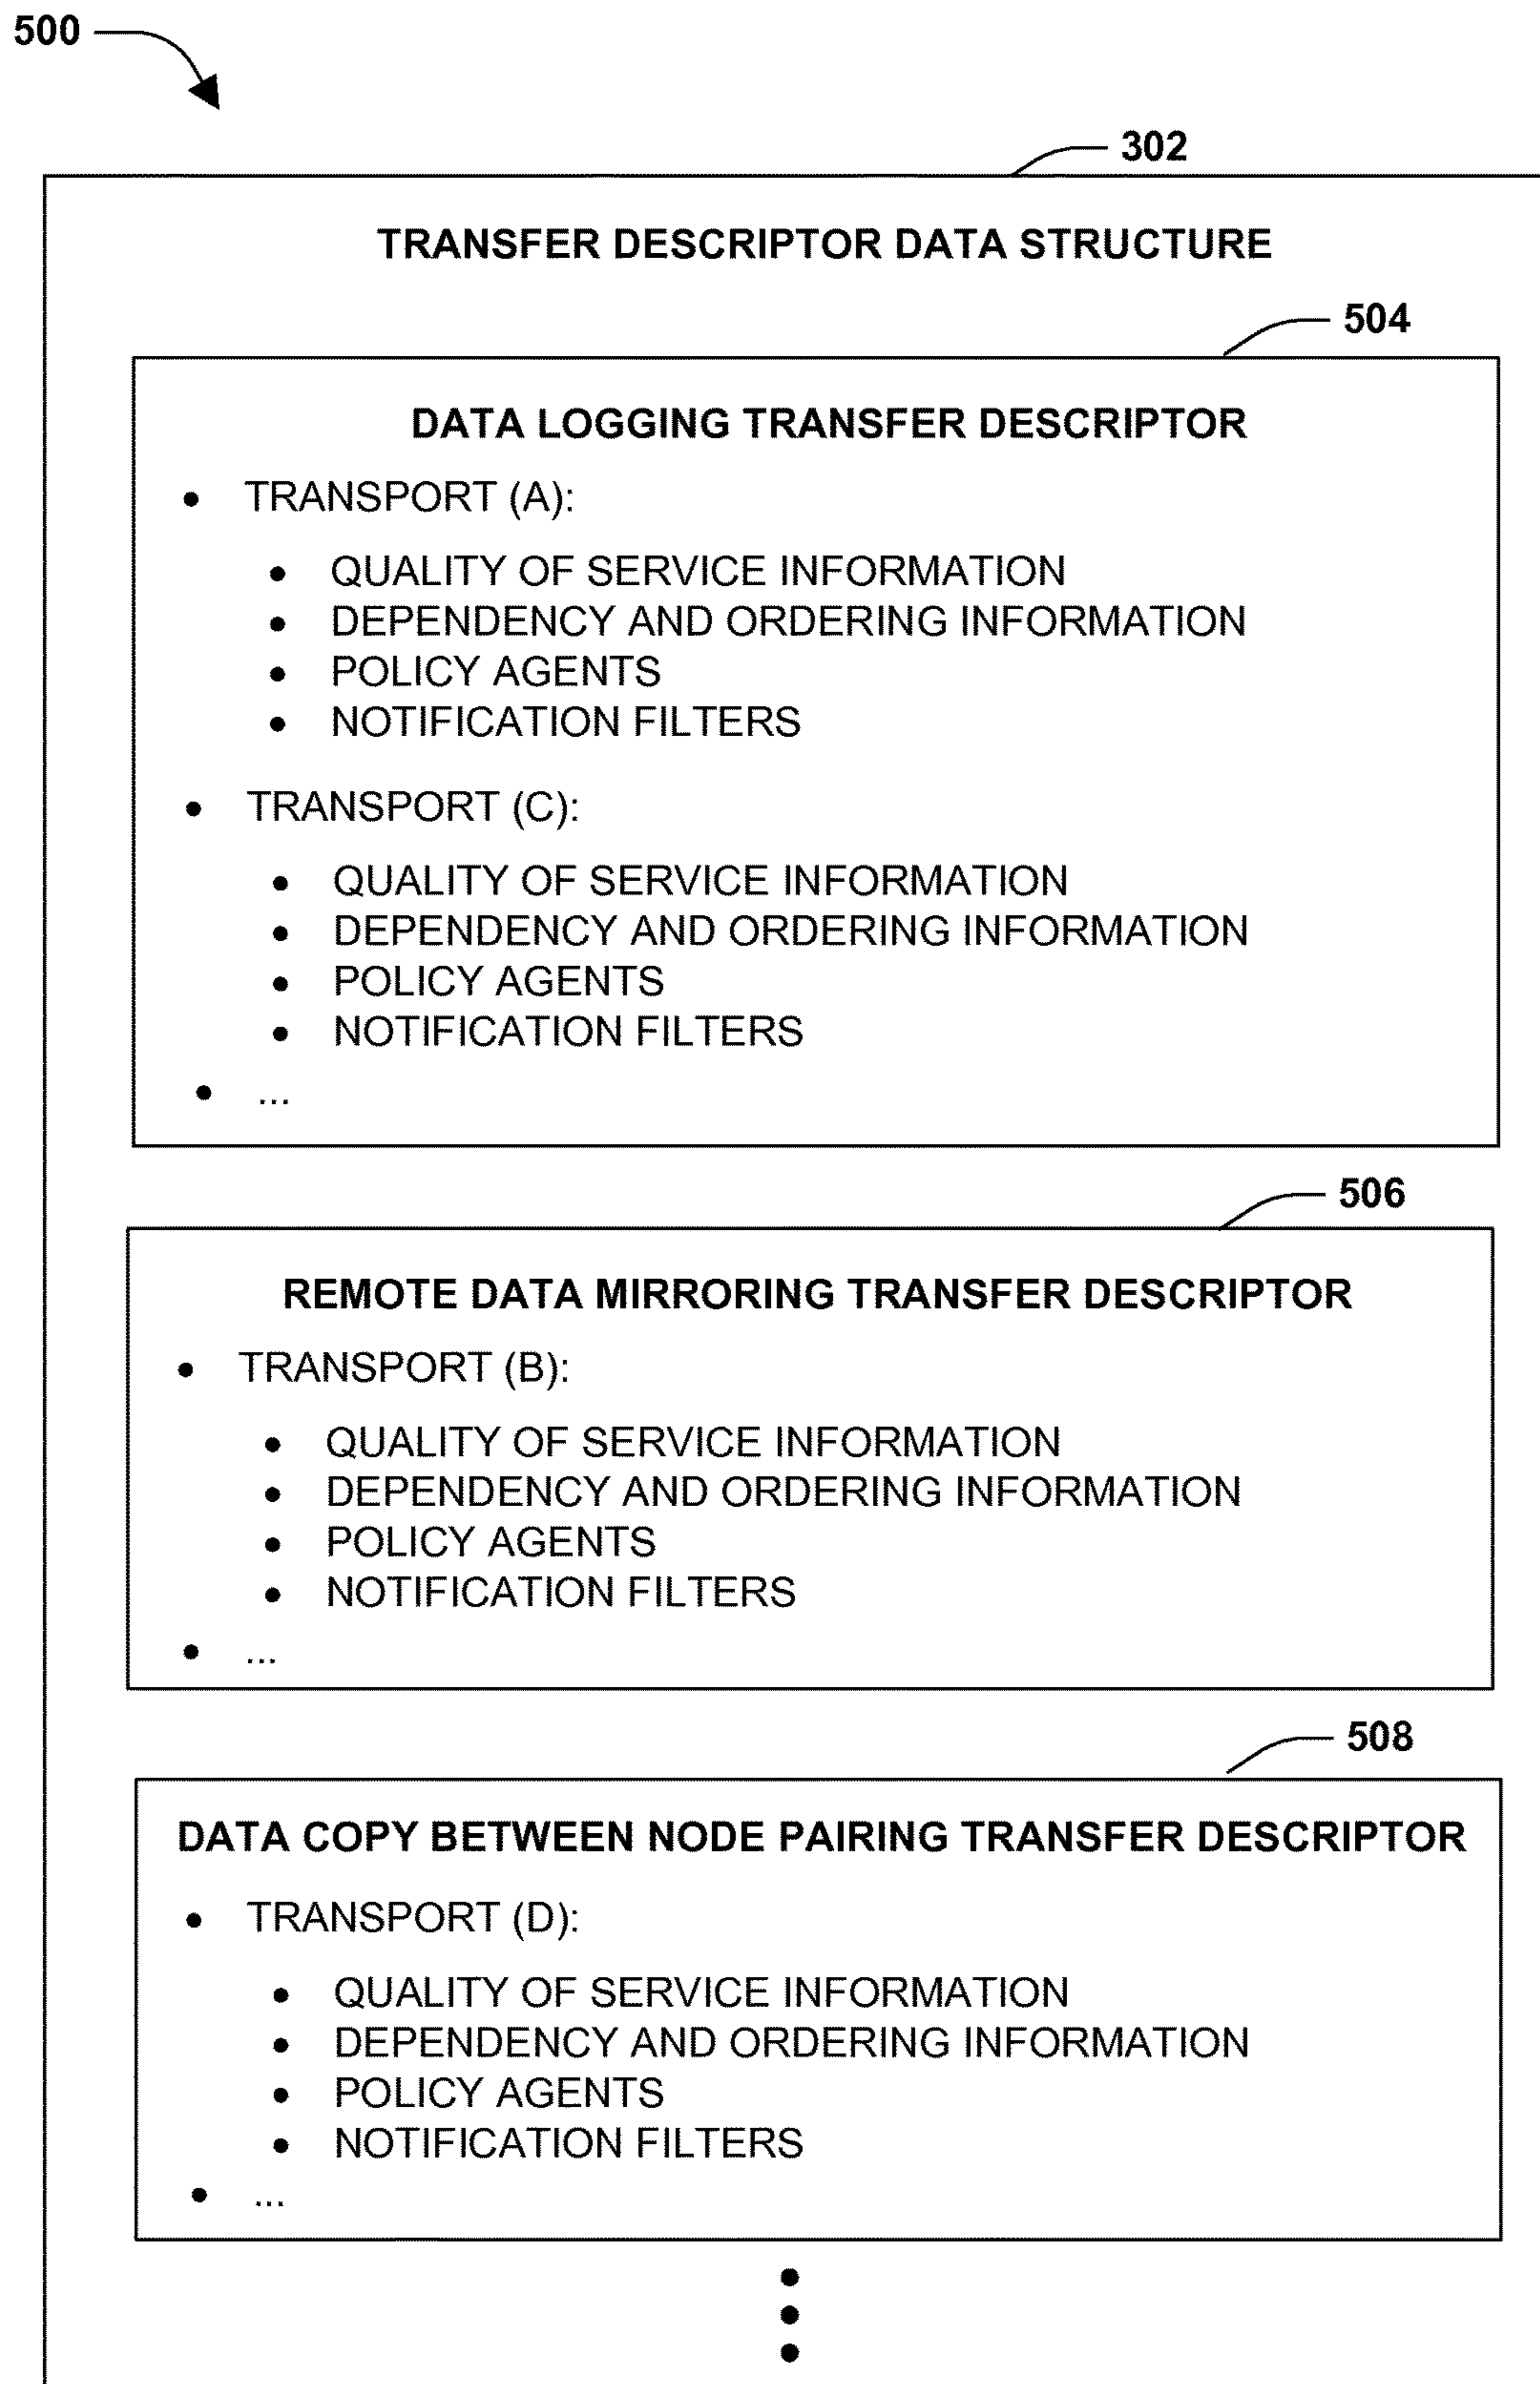 500
302
TRANSFER DESCRIPTOR DATA STRUCTURE
504
DATA LOGGING TRANSFER DESCRIPTOR
• TRANSPORT (A):
• QUALITY OF SERVICE INFORMATION
• DEPENDENCY AND ORDERING INFORMATION
• POLICY AGENTS
• NOTIFICATION FILTERS
• TRANSPORT (C):
• QUALITY OF SERVICE INFORMATION
• DEPENDENCY AND ORDERING INFORMATION
• POLICY AGENTS
• NOTIFICATION FILTERS
• ...
506
REMOTE DATA MIRRORING TRANSFER DESCRIPTOR
• TRANSPORT (B):
• QUALITY OF SERVICE INFORMATION
• DEPENDENCY AND ORDERING INFORMATION
• POLICY AGENTS
• NOTIFICATION FILTERS
• ...
508
DATA COPY BETWEEN NODE PAIRING TRANSFER DESCRIPTOR
• TRANSPORT (D):
• QUALITY OF SERVICE INFORMATION
• DEPENDENCY AND ORDERING INFORMATION
• POLICY AGENTS
• NOTIFICATION FILTERS
• ...